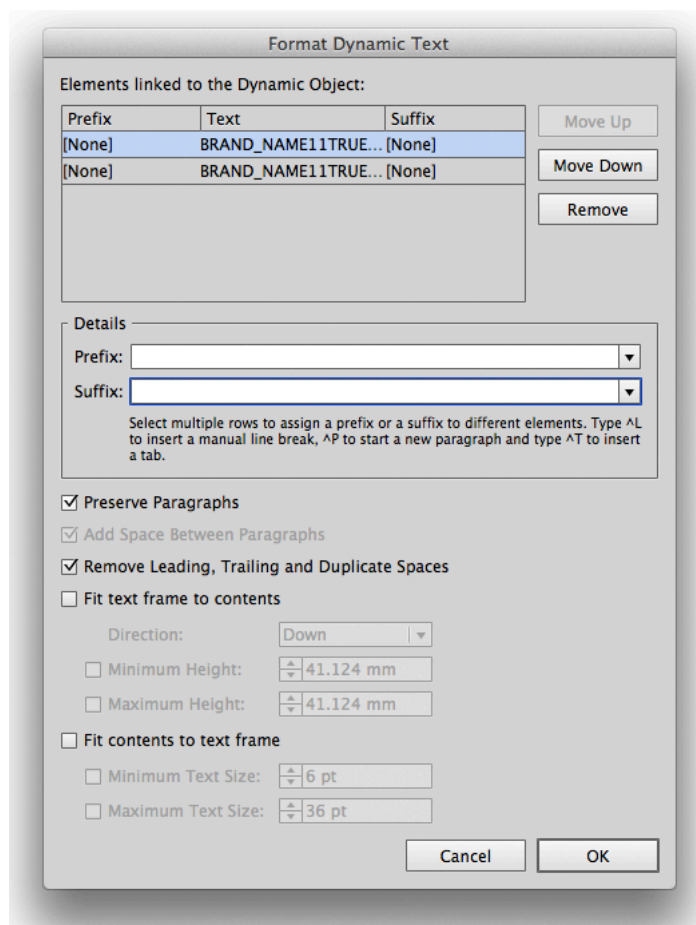 Format Dynamic Text
Elements linked to the Dynamic Object:
Prefix Text Suffix
[None] BRAND_NAME11TRUE... [None]
[None] BRAND_NAME11TRUE... [None]
Move Up
Move Down
Remove
Details
Prefix:
Suffix:
Select multiple rows to assign a prefix or a suffix to different elements. Type ^L
to insert a manual line break, ^P to start a new paragraph and type ^T to insert
a tab.
Preserve Paragraphs
Add Space Between Paragraphs
Remove Leading, Trailing and Duplicate Spaces
Fit text frame to contents
Direction: Down
Minimum Height: 41.124 mm
Maximum Height: 41.124 mm
Fit contents to text frame
Minimum Text Size: 6 pt
Maximum Text Size: 36 pt
Cancel OK